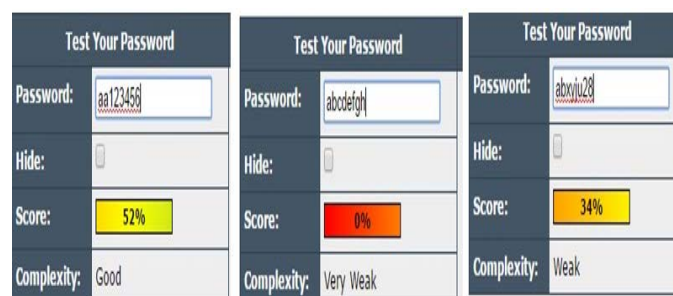 Test Your Password
Password: aa123456
Hide:
Score: 52%
Complexity: Good
Test Your Password
Password: abcdefgh
Hide:
Score: 0%
Complexity: Very Weak
Test Your Password
Password: abxyju28
Hide:
Score: 34%
Complexity: Weak